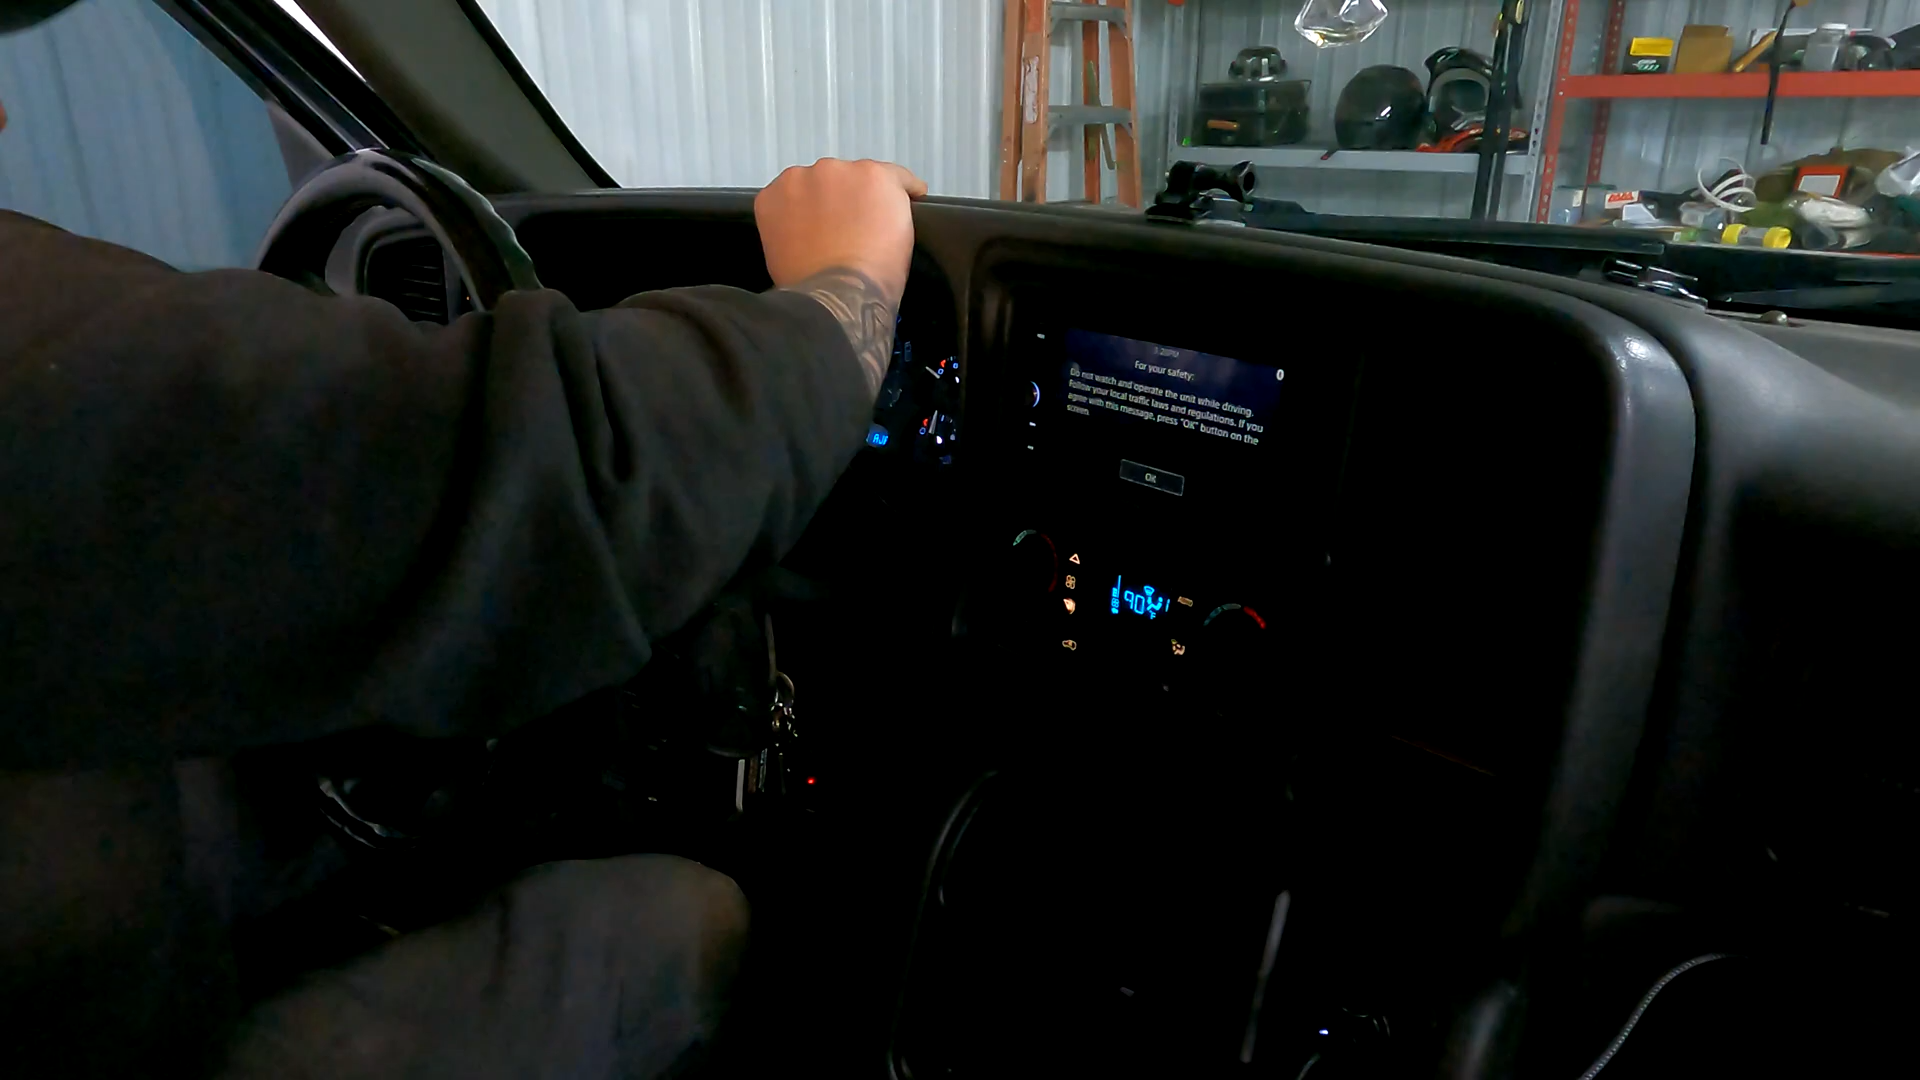 For your safety:
Do not watch and operate the unit while driving.
Follow your local traffic laws and regulations. If you
agree with this message, press "OK" button on the
screen
OK
90
°F